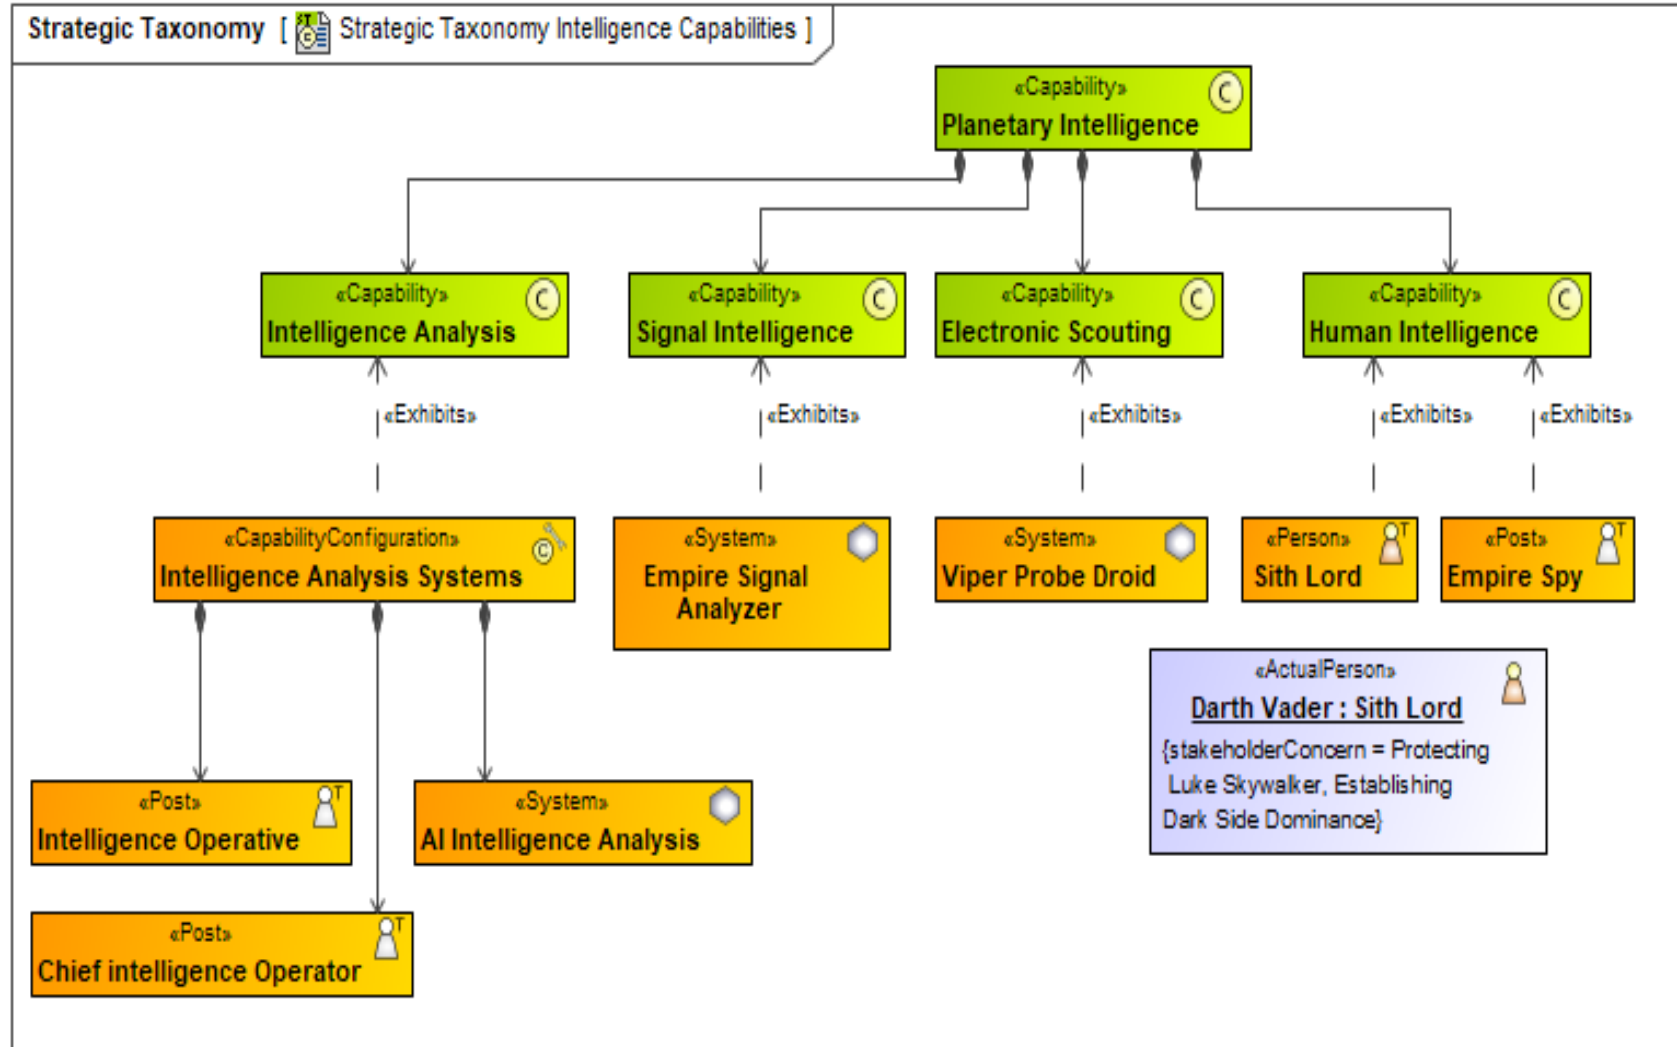 Strategic Taxonomy [ Strategic Taxonomy Intelligence Capabilities ]
«Capability»
Planetary Intelligence
«Capability»
Intelligence Analysis
«Capability»
Signal Intelligence
«Capability»
Electronic Scouting
«Capability»
Human Intelligence
«Exhibits»
«Exhibits»
«Exhibits»
«Exhibits»
«Exhibits»
«CapabilityConfiguration»
Intelligence Analysis Systems
«System»
Empire Signal
Analyzer
«System»
Viper Probe Droid
«Person»
Sith Lord
«Post»
Empire Spy
«ActualPerson»
Darth Vader : Sith Lord
{stakeholderConcern = Protecting
Luke Skywalker, Establishing
Dark Side Dominance}
«Post»
Intelligence Operative
«System»
AI Intelligence Analysis
«Post»
Chief intelligence Operator